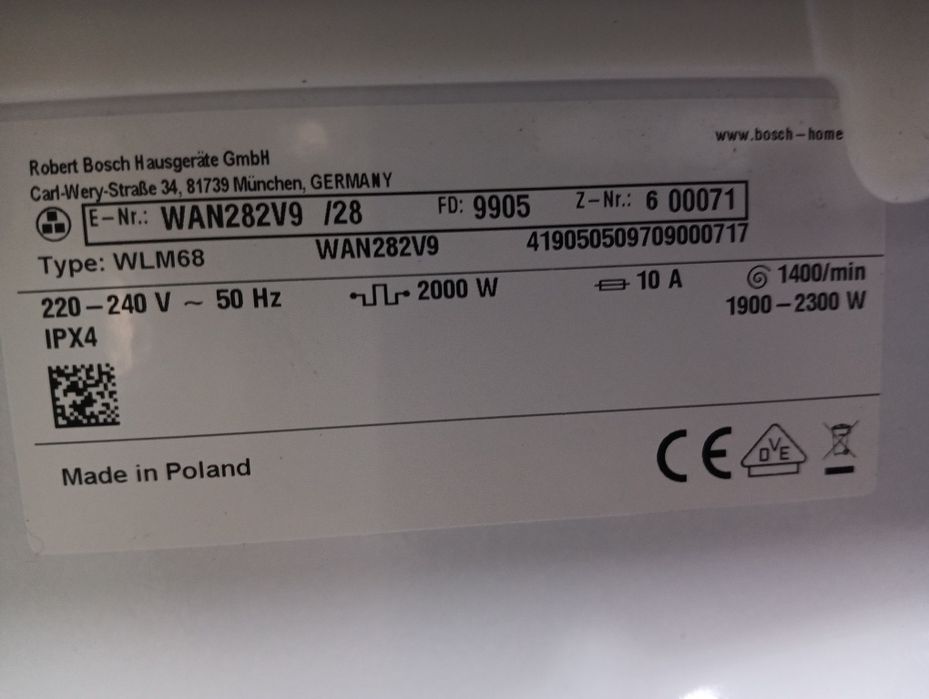 www.bosch-home
Robert Bosch Hausgeräte GmbH
Carl-Wery-Straße 34, 81739 München, GERMANY
E-Nr.: WAN282V9 /28 FD: 9905 Z-Nr.: 6 00071
Type: WLM68 WAN282V9 419050509709000717
220-240 V ~ 50 Hz 2000 W 10 A 1400/min
IPX4 1900-2300 W
Made in Poland CE DVE